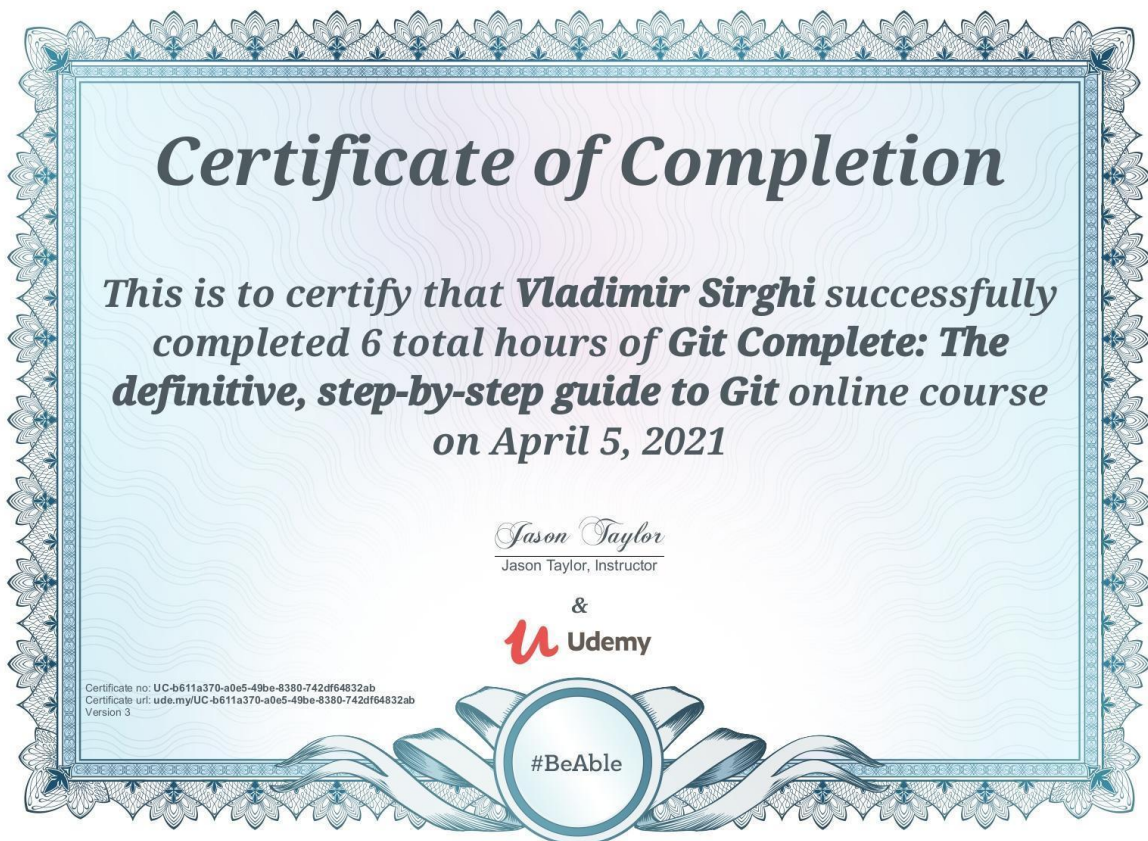 Certificate of Completion
This is to certify that Vladimir Sirghi successfully
completed 6 total hours of Git Complete: The
definitive, step-by-step guide to Git online course
on April 5, 2021
Jason Taylor
Jason Taylor, Instructor
&
Udemy
Certificate no: UC-b611a370-a0e5-49be-8380-742df64832ab
Certificate url: ude.my/UC-b611a370-a0e5-49be-8380-742df64832ab
Version 3
#BeAble